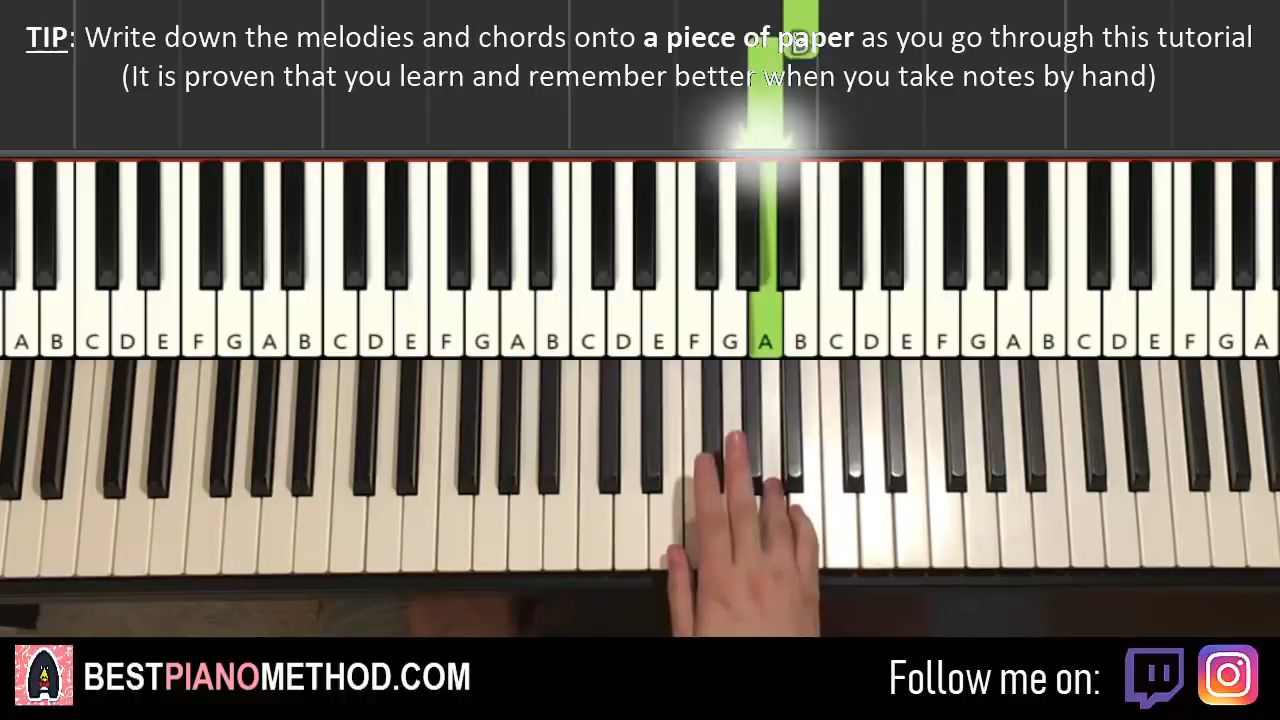 TIP: Write down the melodies and chords onto a piece of paper as you go through this tutorial
(It is proven that you learn and remember better when you take notes by hand)
B
A B C D E F G A B C D E F G A B C D E F G A B C D E F G A B C D E F G A
BESTPIANOMETHOD.COM
Follow me on: